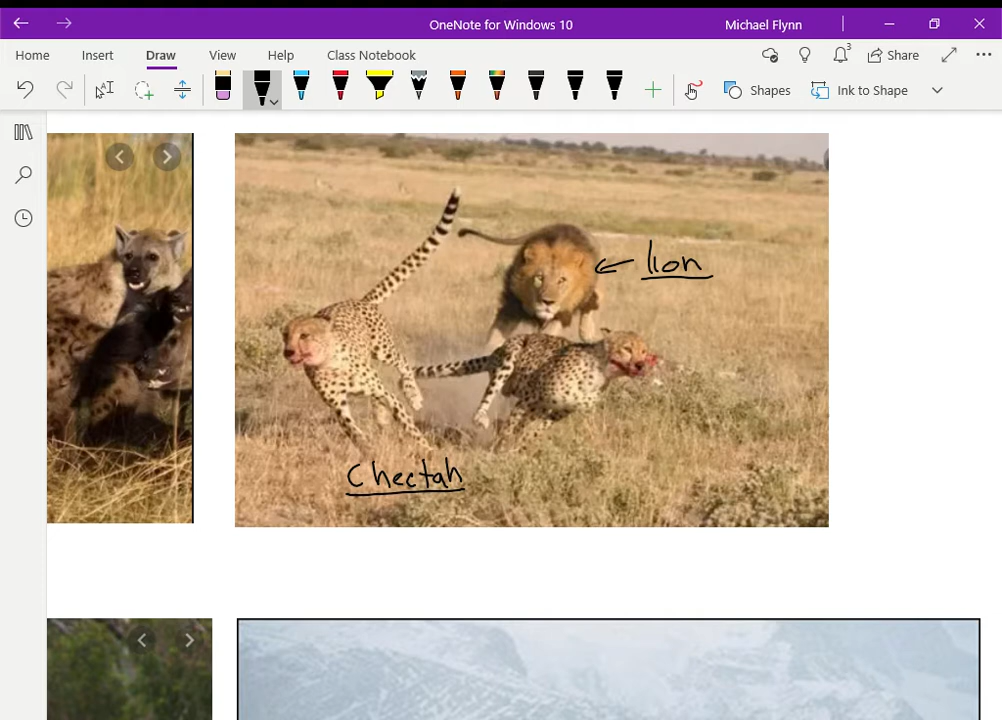 OneNote for Windows 10
Michael Flynn
Home
Insert
Draw
View
Help
Class Notebook
3
Share
Shapes
Ink to Shape
lion
Cheetah